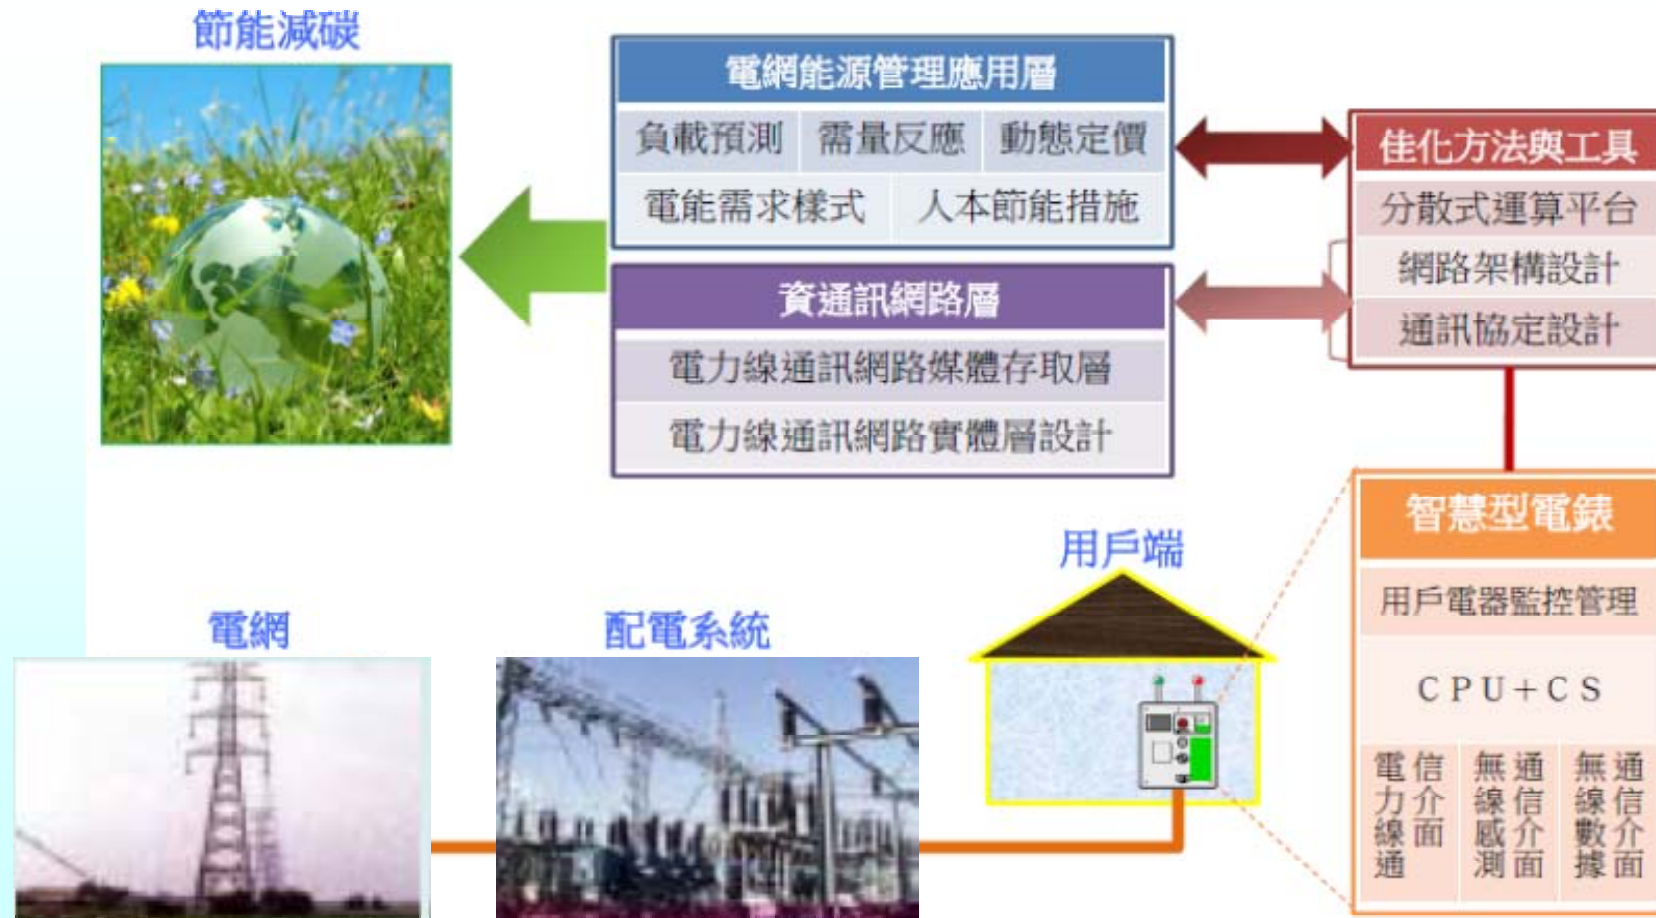 節能減碳
電網能源管理應用層
負載預測 需量反應 動態定價
電能需求樣式 人本節能措施
資通訊網路層
電力線通訊網路媒體存取層
電力線通訊網路實體層設計
佳化方法與工具
分散式運算平台
網路架構設計
通訊協定設計
智慧型電錶
用戶電器監控管理
CPU+CS
電力線通
信介面
無線感測
通信介面
無線數據
通信介面
用戶端
電網
配電系統